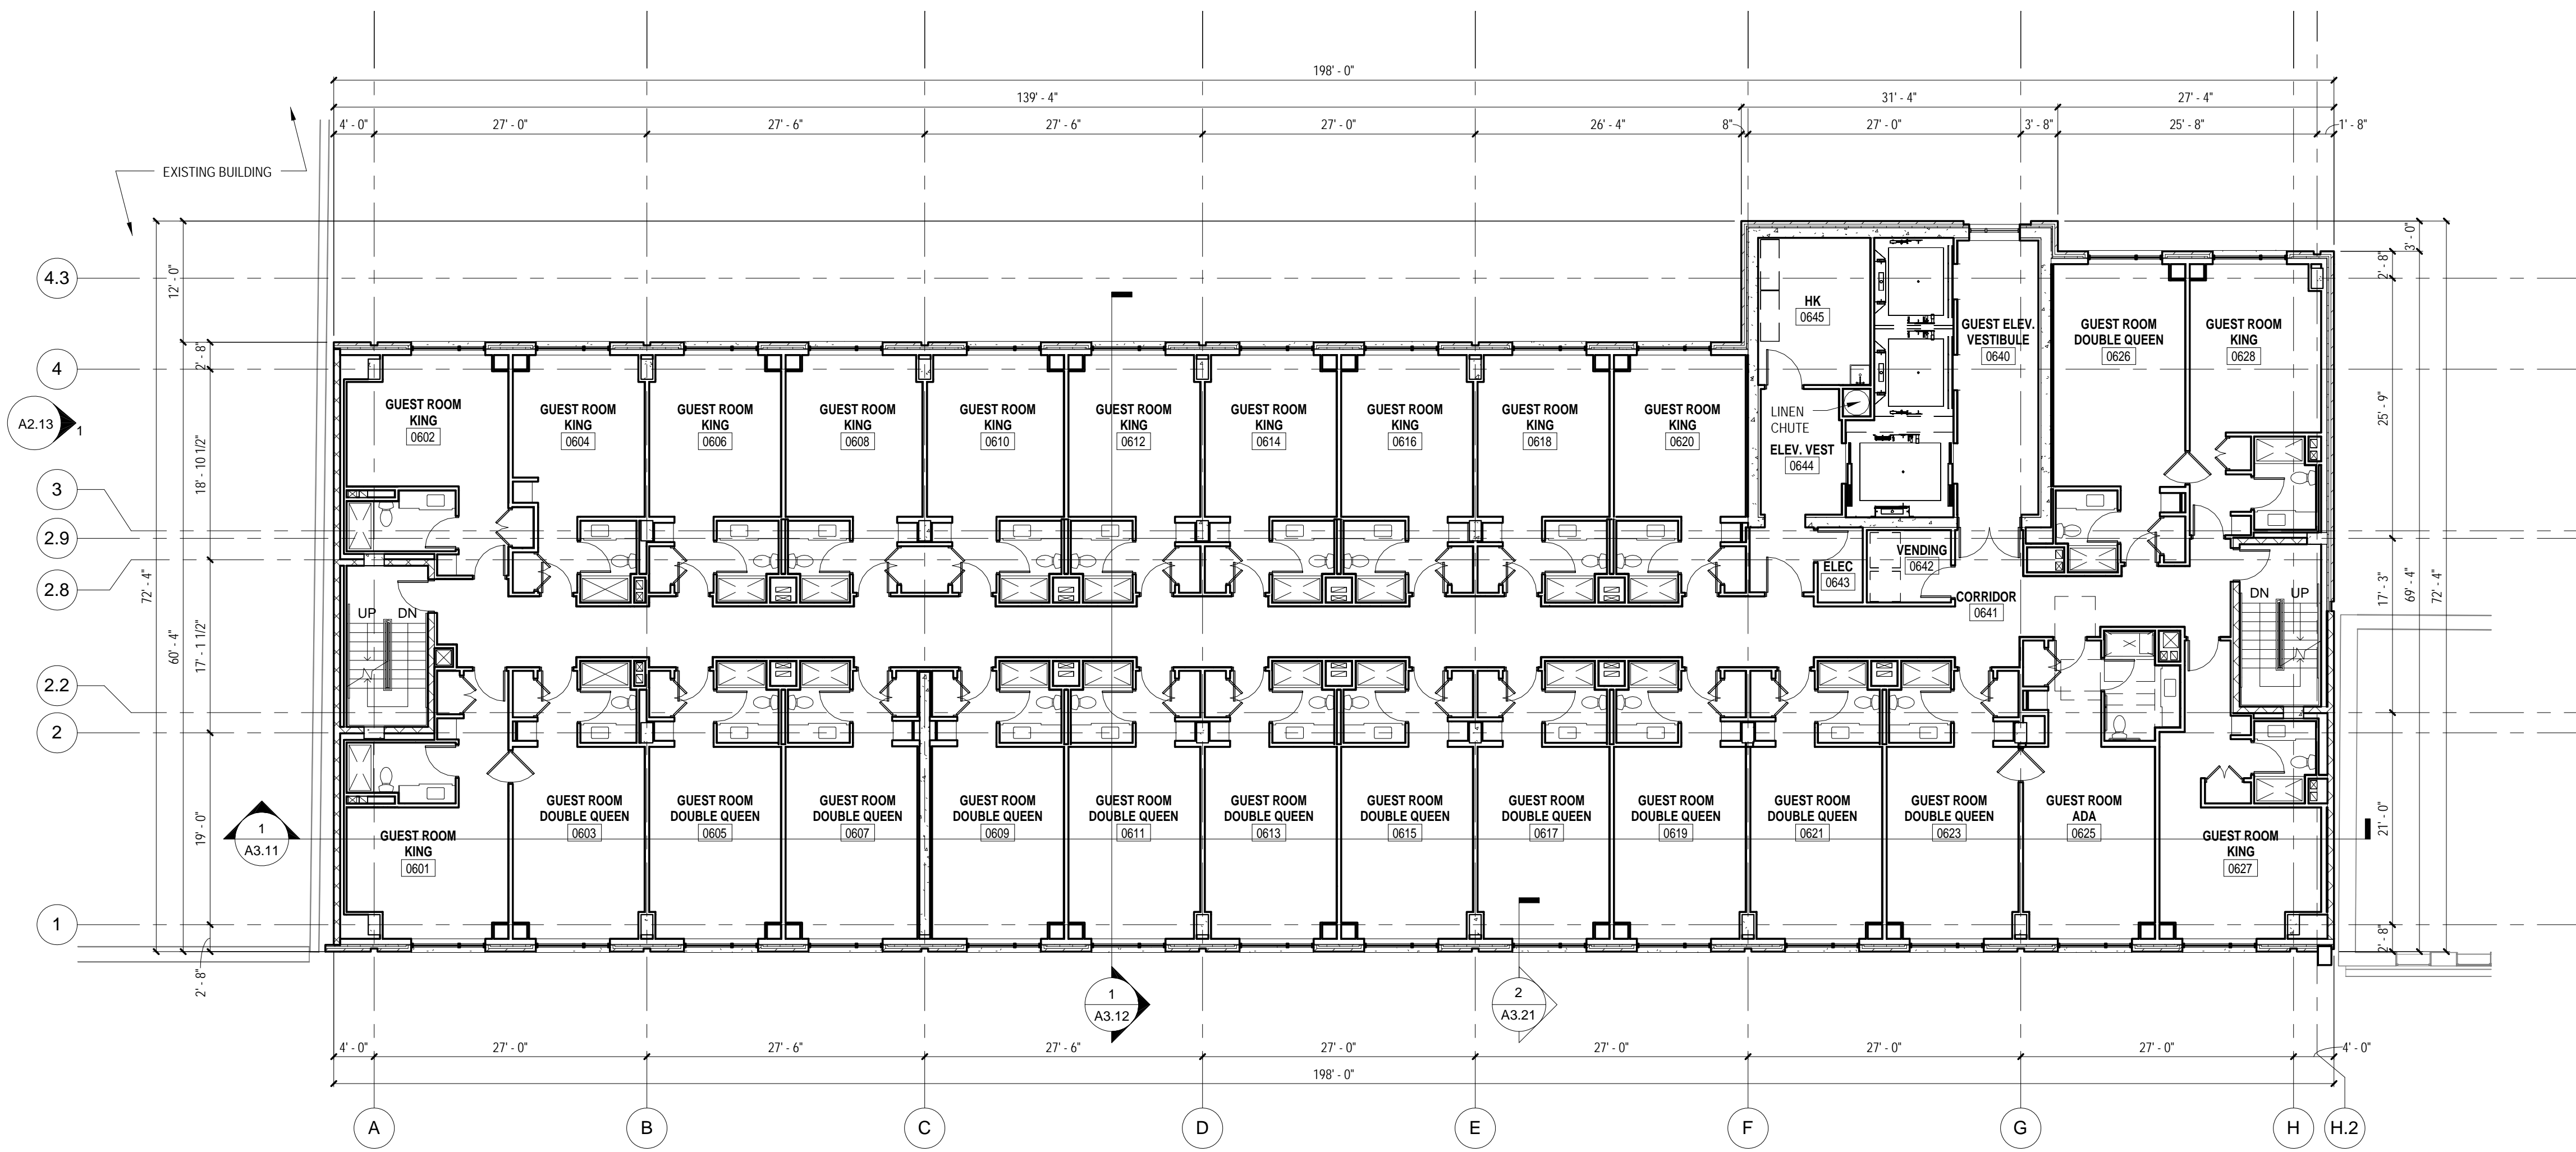 198' - 0"
139' - 4"
31' - 4"
27' - 4"
4' - 0"
27' - 0"
27' - 6"
27' - 6"
27' - 0"
26' - 4"
8"
27' - 0"
3' - 8"
25' - 8"
1' - 8"
EXISTING BUILDING
4.3
4
A2.13
1
3
2.9
2.8
2.2
2
1
72' - 4"
12' - 0"
60' - 4"
2' - 8"
18' - 10 1/2"
17' - 1 1/2"
19' - 0"
2' - 8"
3' - 0"
2' - 8"
25' - 9"
17' - 3"
69' - 4"
72' - 4"
21' - 0"
2' - 8"
GUEST ROOM
KING
0602
GUEST ROOM
KING
0604
GUEST ROOM
KING
0606
GUEST ROOM
KING
0608
GUEST ROOM
KING
0610
GUEST ROOM
KING
0612
GUEST ROOM
KING
0614
GUEST ROOM
KING
0616
GUEST ROOM
KING
0618
GUEST ROOM
KING
0620
HK
0645
LINEN
CHUTE
ELEV. VEST
0644
GUEST ELEV.
VESTIBULE
0640
GUEST ROOM
DOUBLE QUEEN
0626
GUEST ROOM
KING
0628
VENDING
0642
ELEC
0643
CORRIDOR
0641
UP
DN
DN
UP
GUEST ROOM
KING
0601
GUEST ROOM
DOUBLE QUEEN
0603
GUEST ROOM
DOUBLE QUEEN
0605
GUEST ROOM
DOUBLE QUEEN
0607
GUEST ROOM
DOUBLE QUEEN
0609
GUEST ROOM
DOUBLE QUEEN
0611
GUEST ROOM
DOUBLE QUEEN
0613
GUEST ROOM
DOUBLE QUEEN
0615
GUEST ROOM
DOUBLE QUEEN
0617
GUEST ROOM
DOUBLE QUEEN
0619
GUEST ROOM
DOUBLE QUEEN
0621
GUEST ROOM
DOUBLE QUEEN
0623
GUEST ROOM
ADA
0625
GUEST ROOM
KING
0627
1
A3.11
1
A3.12
2
A3.21
4' - 0"
27' - 0"
27' - 6"
27' - 6"
27' - 0"
27' - 0"
27' - 0"
27' - 0"
4' - 0"
198' - 0"
A
B
C
D
E
F
G
H
H.2